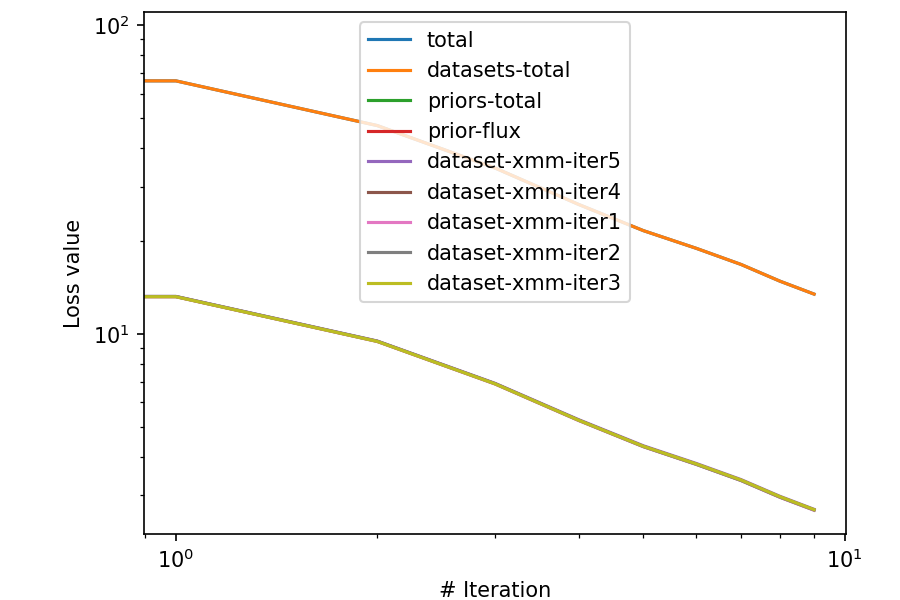 10²
10¹
Loss value
total
datasets-total
priors-total
prior-flux
dataset-xmm-iter5
dataset-xmm-iter4
dataset-xmm-iter1
dataset-xmm-iter2
dataset-xmm-iter3
10⁰
10¹
# Iteration